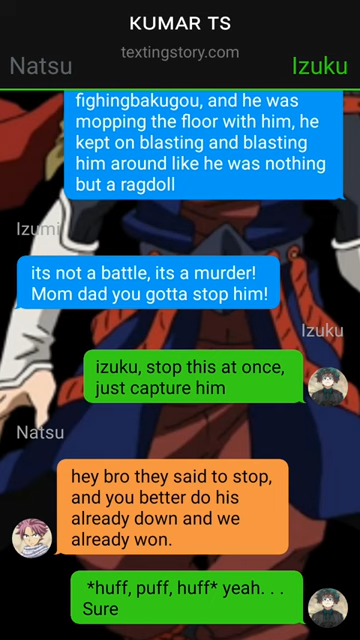 KUMAR TS
textingstory.com
Natsu
Izuku
fighingbakugou, and he was
mopping the floor with him, he
kept on blasting and blasting
him around like he was nothing
but a ragdoll
Izumi
its not a battle, its a murder!
Mom dad you gotta stop him!
Izuku
izuku, stop this at once,
just capture him
Natsu
hey bro they said to stop,
and you better do his
already down and we
already won.
*huff, puff, huff* yeah. . .
Sure